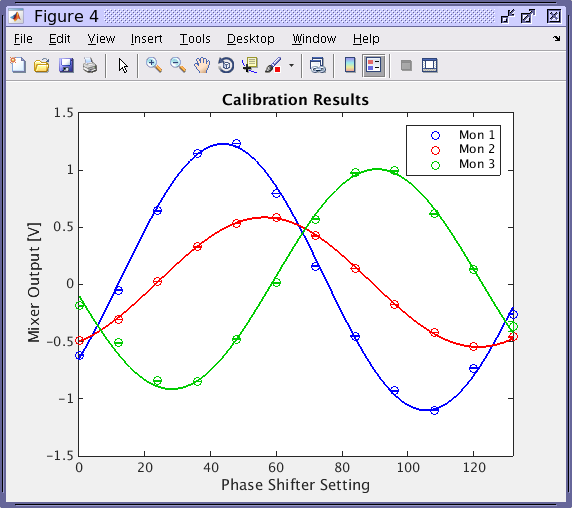 Figure 4
File Edit View Insert Tools Desktop Window Help
Calibration Results
Mixer Output [V]
1.5
1
0.5
0
-0.5
-1
-1.5
Mon 1
Mon 2
Mon 3
0 20 40 60 80 100 120
Phase Shifter Setting